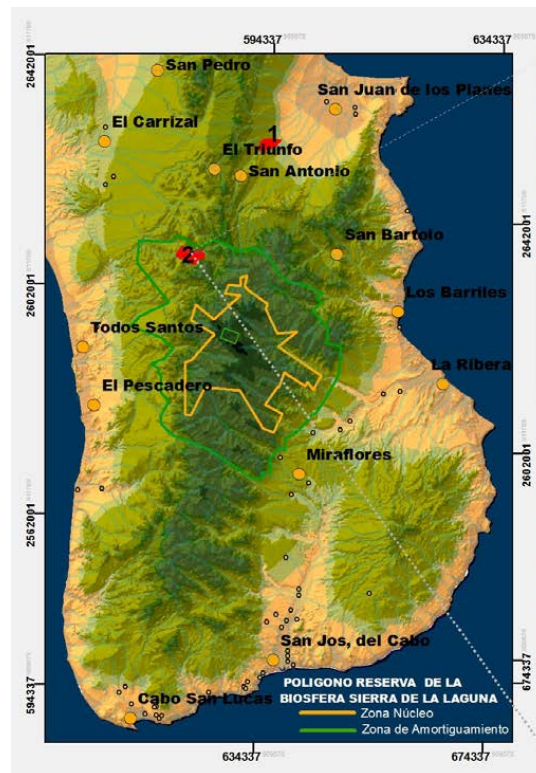 594337
634337
2642001
San Pedro
San Juan de los Planes
El Carrizal
1
El Triunfo
San Antonio
2642001
San Bartolo
2
2602001
Los Barriles
Todos Santos
La Ribera
El Pescadero
2602001
Miraflores
2562001
San Jos, del Cabo
674337
594337
POLIGONO RESERVA DE LA
BIOSFERA SIERRA DE LA LAGUNA
Cabo San Lucas
Zona Núcleo
Zona de Amortiguamiento
634337
674337